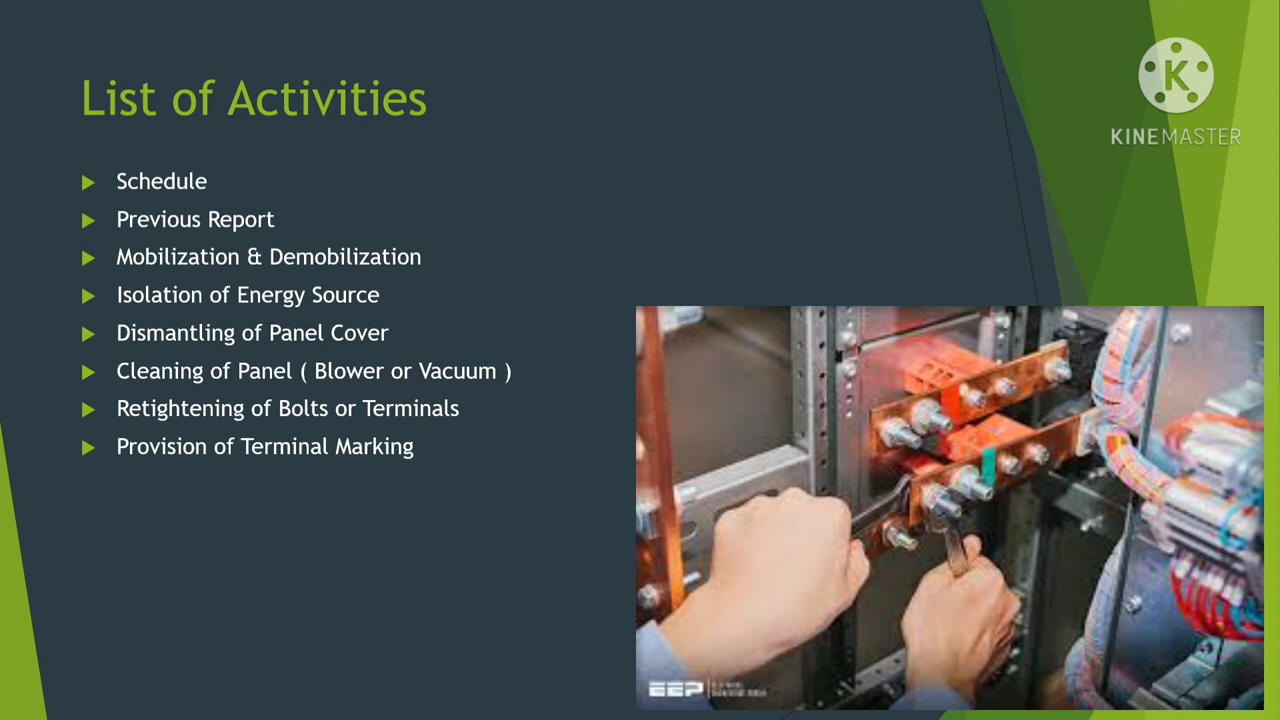 List of Activities
Schedule
Previous Report
Mobilization & Demobilization
Isolation of Energy Source
Dismantling of Panel Cover
Cleaning of Panel ( Blower or Vacuum )
Retightening of Bolts or Terminals
Provision of Terminal Marking
K
KINEMASTER
EEP